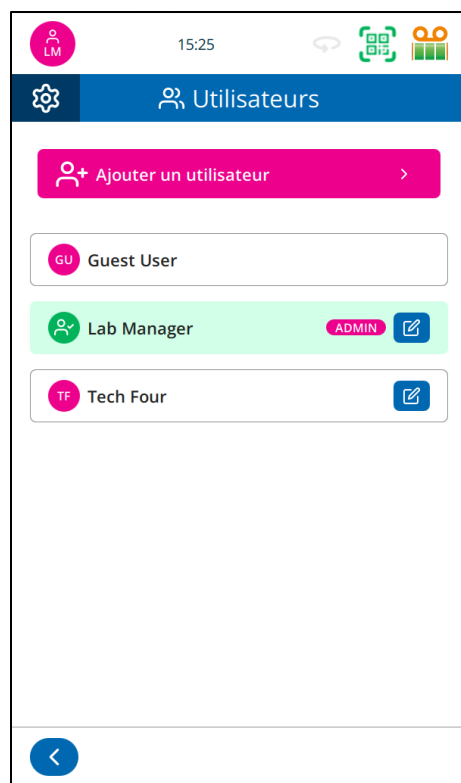 LM
15:25
Utilisateurs
Ajouter un utilisateur
GU Guest User
Lab Manager ADMIN
TF Tech Four